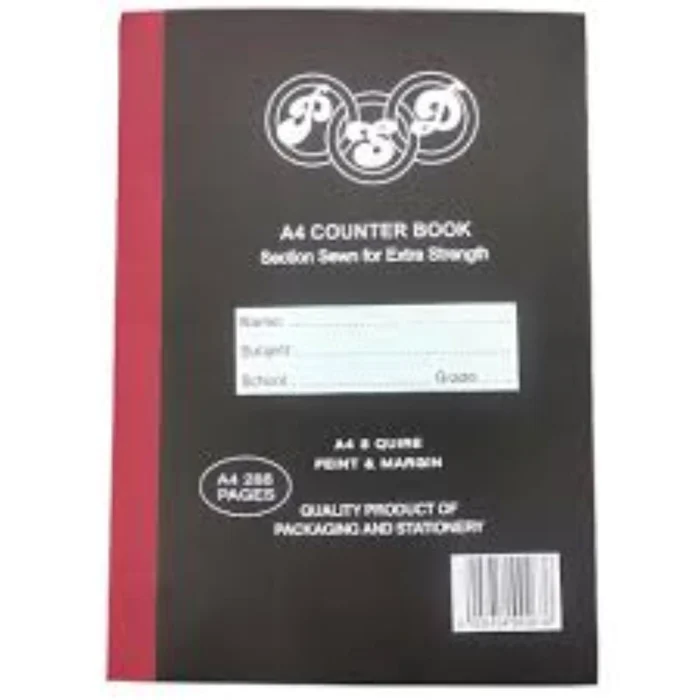 P S D
A4 COUNTER BOOK
Section Sewn for Extra Strength
Name:
Subject:
School: Grade
A4 8 QUIRE
FEINT & MARGIN
A4 288
PAGES
QUALITY PRODUCT OF
PACKAGING AND STATIONERY